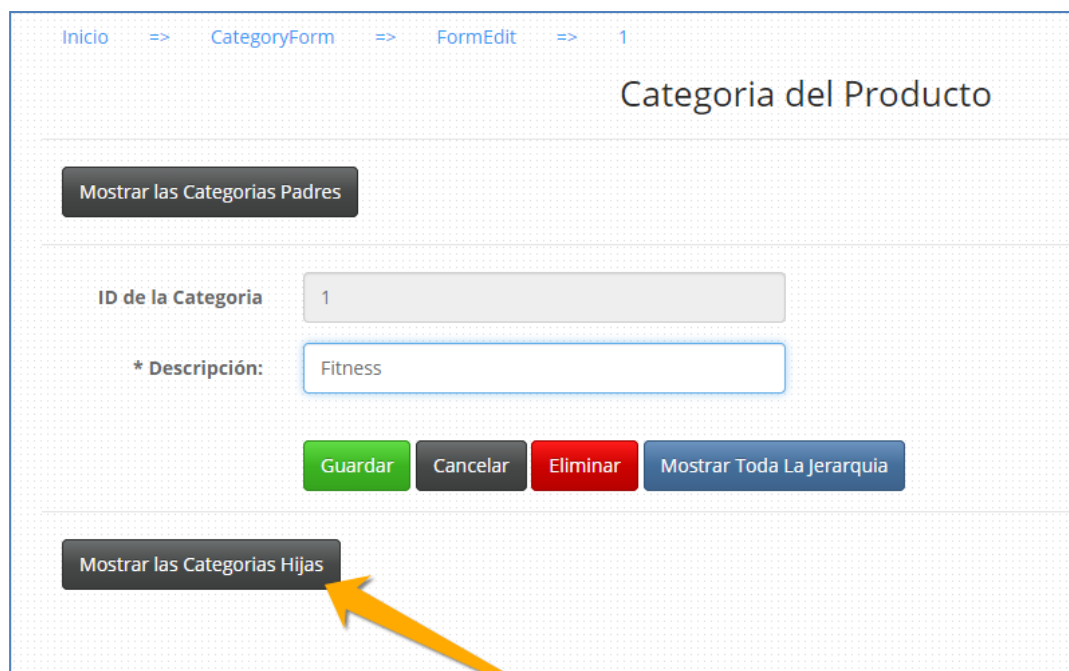 Inicio => CategoryForm => FormEdit => 1
Categoria del Producto
Mostrar las Categorias Padres
ID de la Categoria 1
* Descripción: Fitness
Guardar Cancelar Eliminar Mostrar Toda La Jerarquia
Mostrar las Categorias Hijas